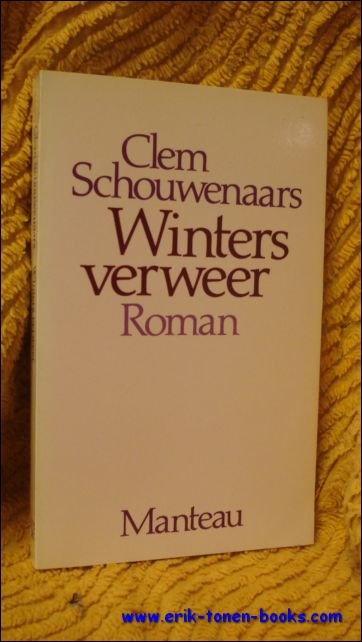 Clem
Schouwenaars
Winters
verweer
Roman
Manteau
www.erik-tonen-books.com